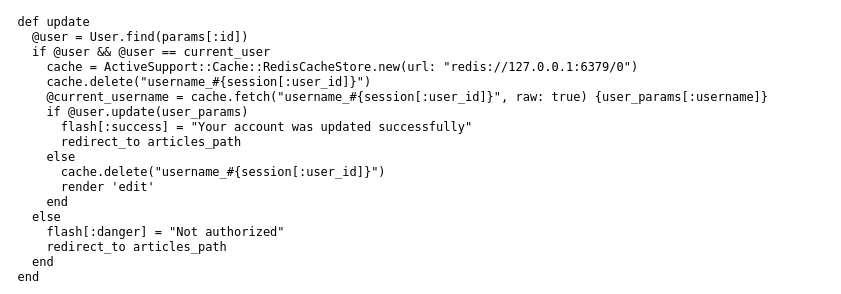 def update
  @user = User.find(params[:id])
  if @user && @user == current_user
    cache = ActiveSupport::Cache::RedisCacheStore.new(url: "redis://127.0.0.1:6379/0")
    cache.delete("username_#{session[:user_id]}")
    @current_username = cache.fetch("username_#{session[:user_id]}", raw: true) {user_params[:username]}
    if @user.update(user_params)
      flash[:success] = "Your account was updated successfully"
      redirect_to articles_path
    else
      cache.delete("username_#{session[:user_id]}")
      render 'edit'
    end
  else
    flash[:danger] = "Not authorized"
    redirect_to articles_path
  end
end